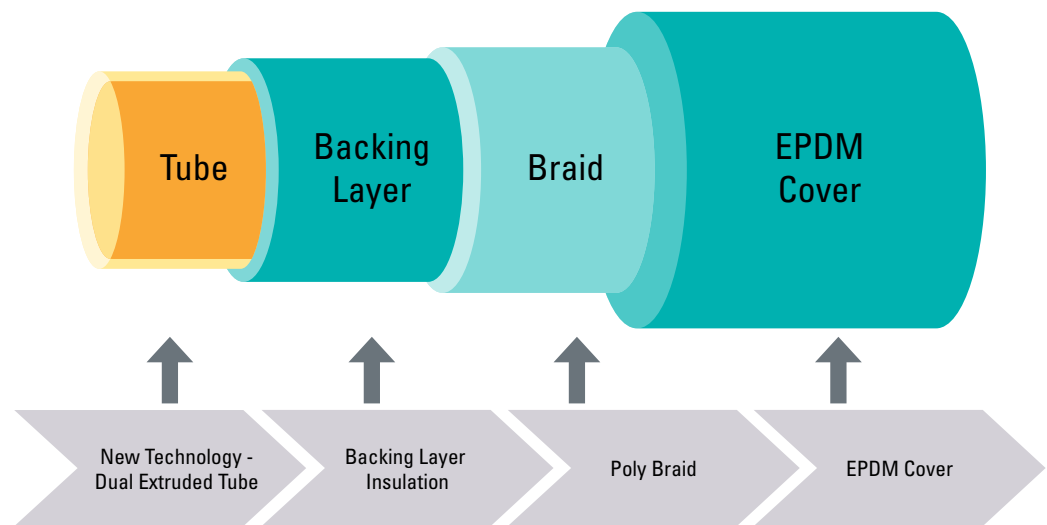 Tube
Backing
Layer
Braid
EPDM
Cover
New Technology -
Dual Extruded Tube
Backing Layer
Insulation
Poly Braid
EPDM Cover